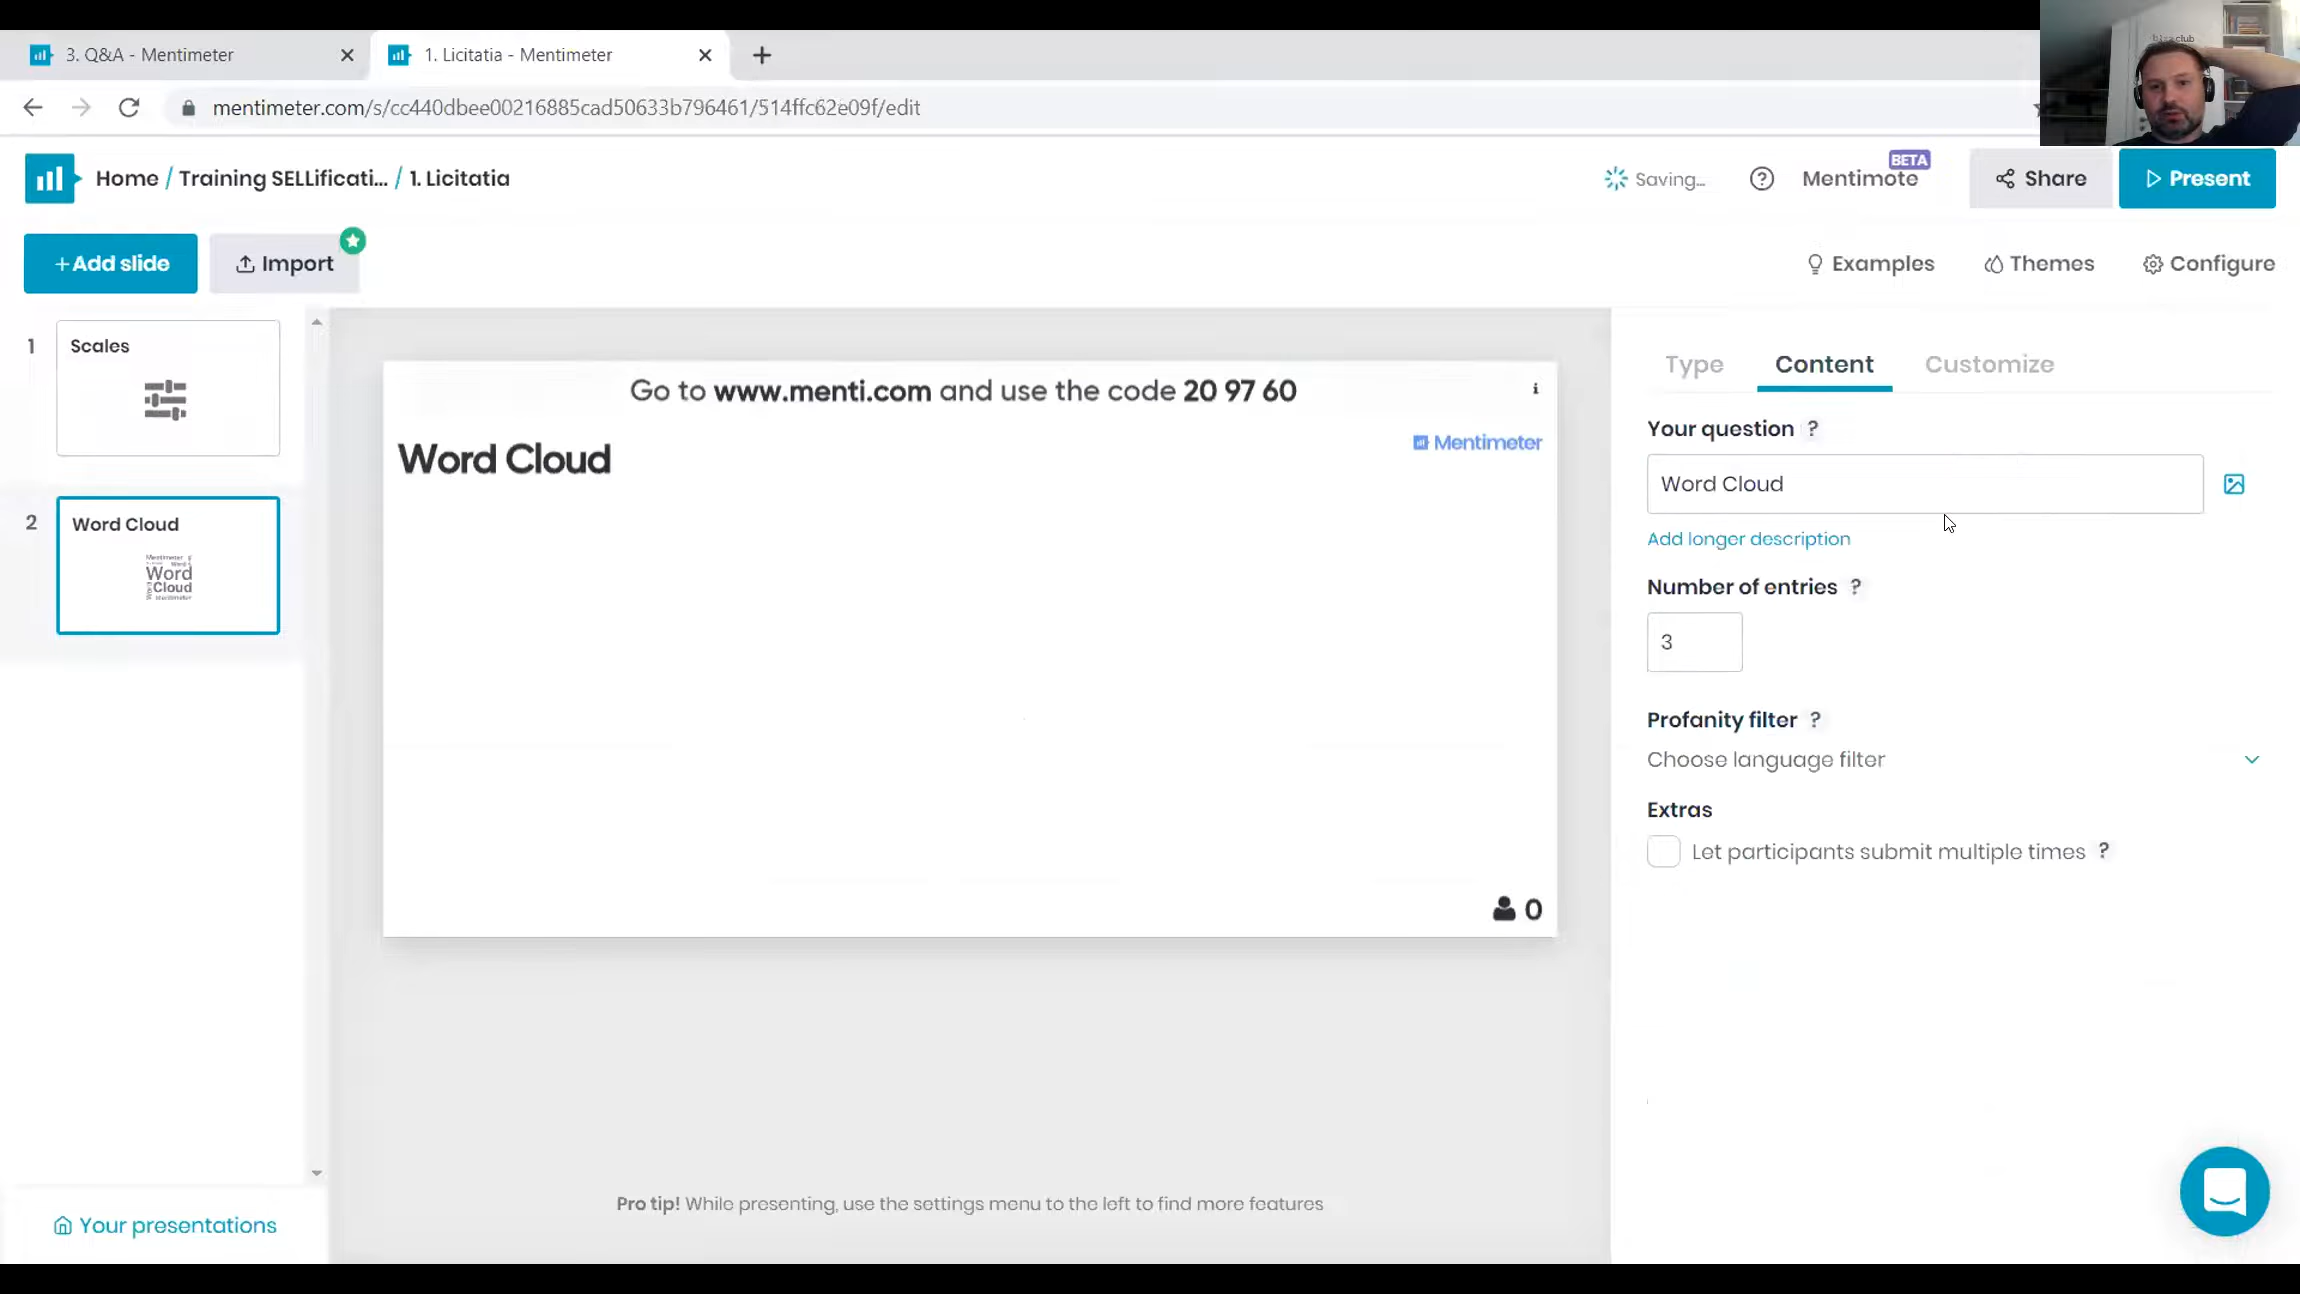 3. Q&A - Mentimeter
1. Licitatia - Mentimeter
mentimeter.com/s/cc440dbee00216885cad50633b796461/514ffc62e09f/edit
Home / Training SELLificati... / 1. Licitatia
Saving...
Mentimote
BETA
Share
Present
+Add slide
Import
Examples
Themes
Configure
1
Scales
2
Word Cloud
Mentimeter
Word
Cloud
Go to www.menti.com and use the code 20 97 60
i
Mentimeter
Word Cloud
0
Type
Content
Customize
Your question ?
Word Cloud
Add longer description
Number of entries ?
3
Profanity filter ?
Choose language filter
Extras
Let participants submit multiple times ?
Pro tip! While presenting, use the settings menu to the left to find more features
Your presentations